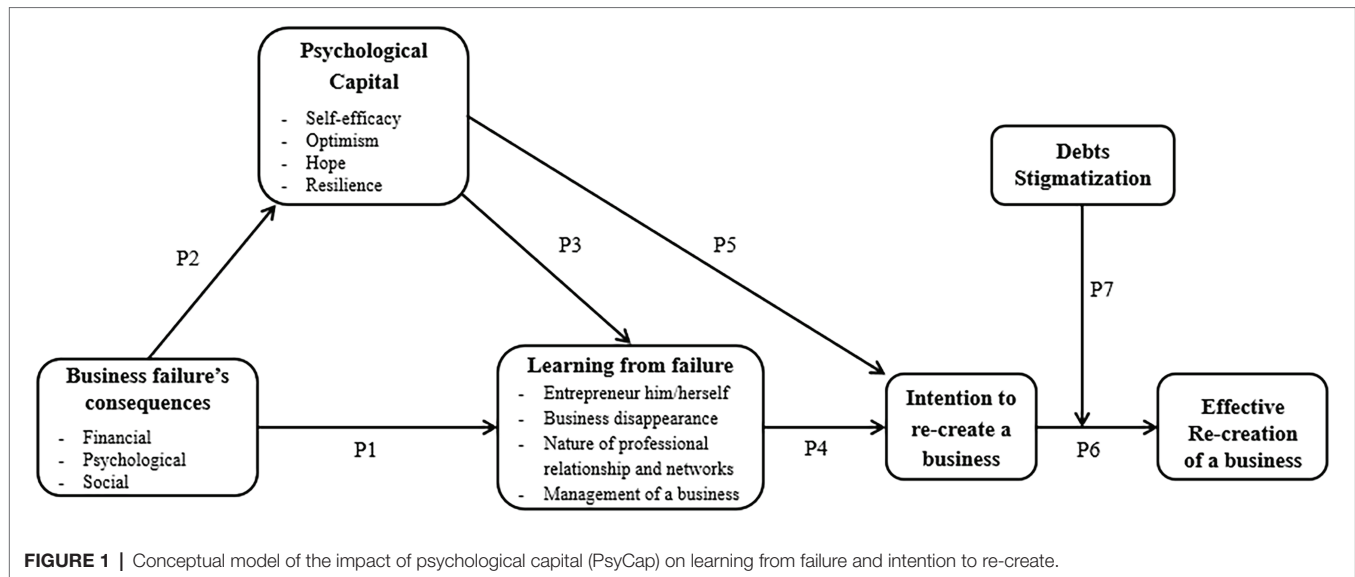 Psychological
Capital
- Self-efficacy
- Optimism
- Hope
- Resilience
Debts
Stigmatization
P2
P3
P5
P7
Business failure's
consequences
- Financial
- Psychological
- Social
P1
Learning from failure
- Entrepreneur him/herself
- Business disappearance
- Nature of professional
relationship and networks
- Management of a business
P4
Intention to
re-create a
business
P6
Effective
Re-creation
of a business
FIGURE 1 | Conceptual model of the impact of psychological capital (PsyCap) on learning from failure and intention to re-create.